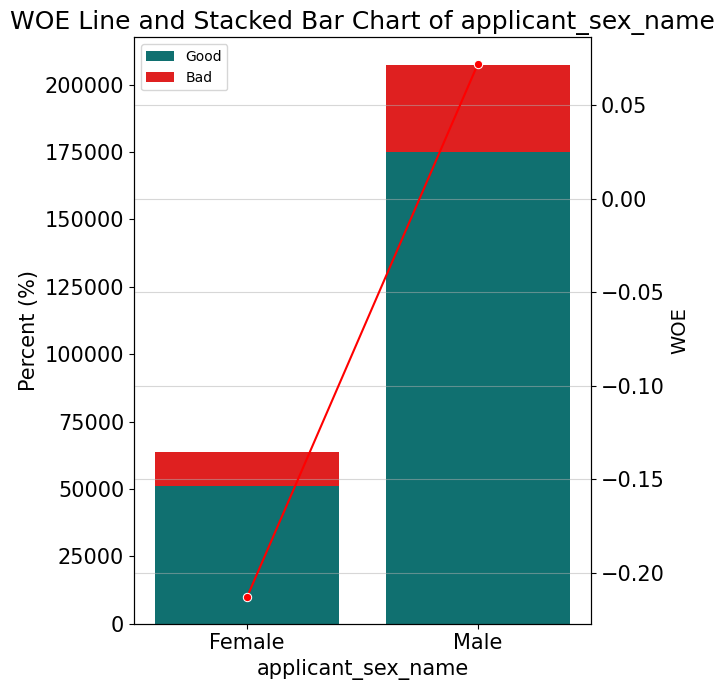 WOE Line and Stacked Bar Chart of applicant_sex_name
Good
Bad
Percent (%)
200000
175000
150000
125000
100000
75000
50000
25000
0
0.05
0.00
−0.05
−0.10
−0.15
−0.20
WOE
Female
Male
applicant_sex_name